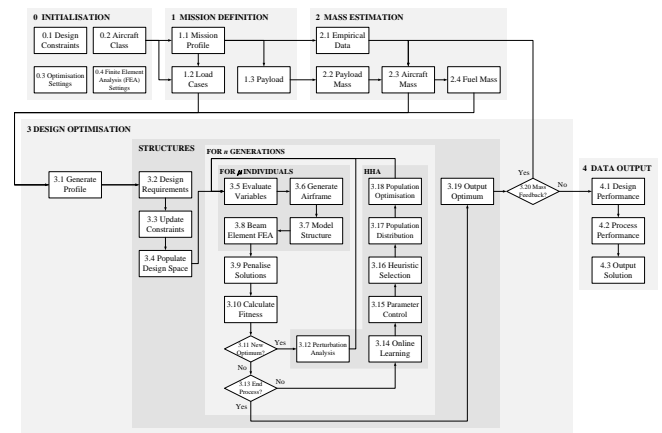 0 INITIALISATION
0.1 Design
Constraints
0.2 Aircraft
Class
0.3 Optimisation
Settings
0.4 Finite Element
Analysis (FEA)
Settings
1 MISSION DEFINITION
1.1 Mission
Profile
1.2 Load
Cases
1.3 Payload
2 MASS ESTIMATION
2.1 Empirical
Data
2.2 Payload
Mass
2.3 Aircraft
Mass
2.4 Fuel Mass
3 DESIGN OPTIMISATION
3.1 Generate
Profile
STRUCTURES
3.2 Design
Requirements
3.3 Update
Constraints
3.4 Populate
Design Space
FOR n GENERATIONS
FOR μ INDIVIDUALS
3.5 Evaluate
Variables
3.6 Generate
Airframe
3.7 Model
Structure
3.8 Beam
Element FEA
3.9 Penalise
Solutions
3.10 Calculate
Fitness
3.11 New
Optimum?
Yes
No
3.12 Perturbation
Analysis
3.13 End
Process?
No
Yes
HHA
3.18 Population
Optimisation
3.17 Population
Distribution
3.16 Heuristic
Selection
3.15 Parameter
Control
3.14 Online
Learning
3.19 Output
Optimum
3.20 Mass
Feedback?
Yes
No
4 DATA OUTPUT
4.1 Design
Performance
4.2 Process
Performance
4.3 Output
Solution